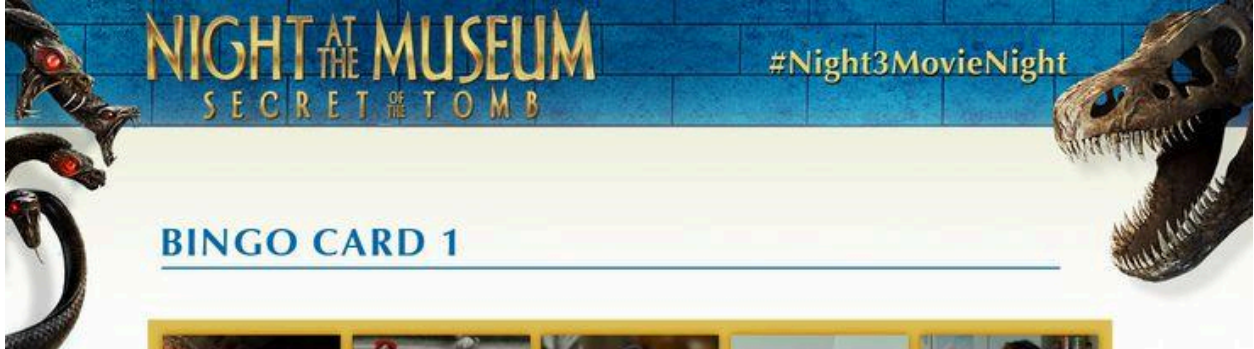 NIGHT AT THE MUSEUM
SECRET OF THE TOMB
#Night3MovieNight
BINGO CARD 1